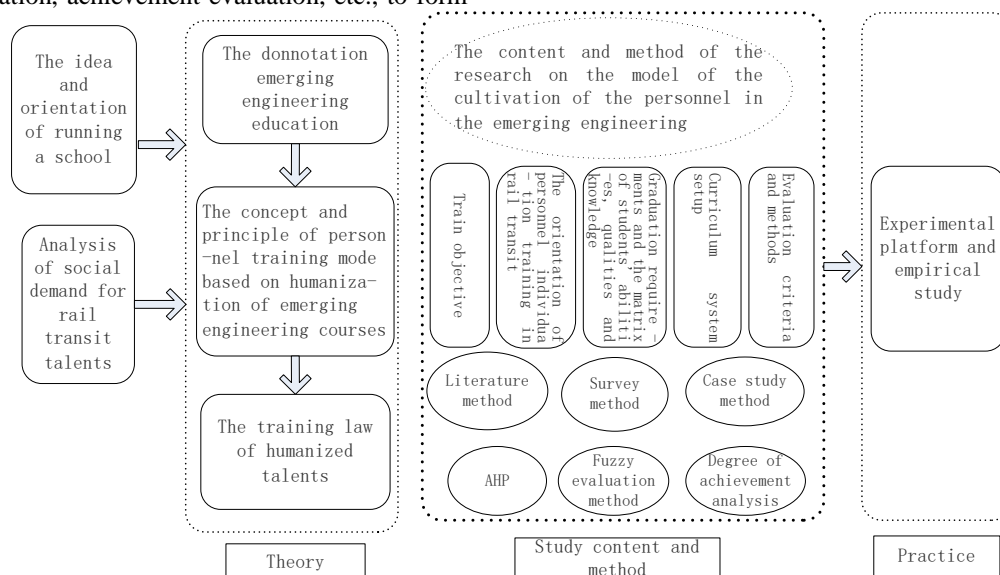 ation, achievement evaluation, etc., to form
The idea
and
orientation
of running
a school
Analysis
of social
demand for
rail
transit
talents
The donnotation
emerging
engineering
education
The concept and
principle of person
-nel training mode
based on humaniza-
tion of emerging
engineering courses
The training law
of humanized
talents
Theory
The content and method of the
research on the model of the
cultivation of the personnel in
the emerging engineering
Train objective
The orientation of
personnel individua
- tion training in
rail transit
Graduation require -
ments and the matrix
of students' abiliti
-es, qualities and
knowledge
Curriculum system
setup
Evaluation criteria
and methods
Literature
method
Survey
method
Case study
method
AHP
Fuzzy
evaluation
method
Degree of
achievement
analysis
Study content and
method
Experimental
platform and
empirical
study
Practice